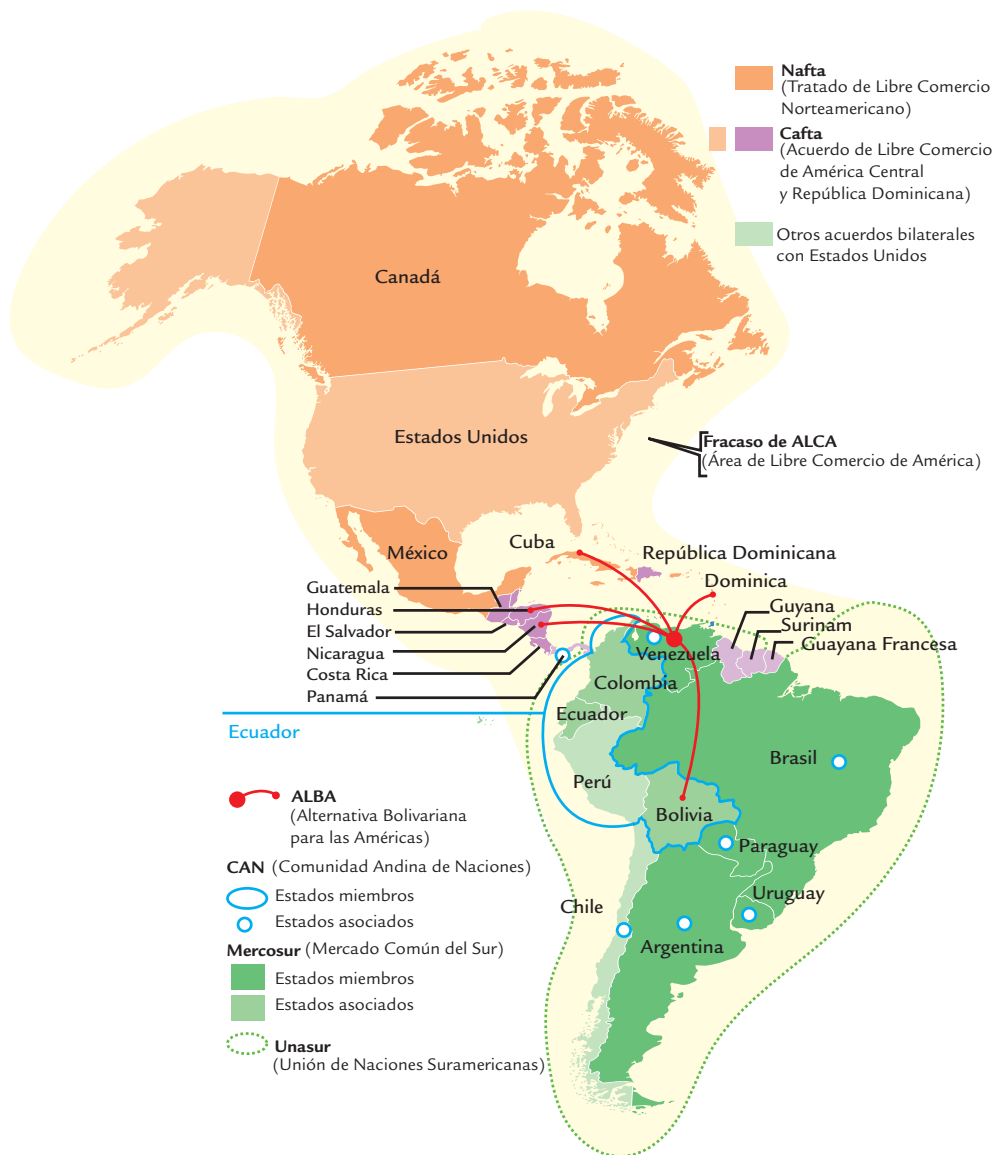 Nafta
(Tratado de Libre Comercio
Norteamericano)
Cafta
(Acuerdo de Libre Comercio
de América Central
y República Dominicana)
Otros acuerdos bilaterales
con Estados Unidos
Canadá
Estados Unidos
Fracaso de ALCA
(Área de Libre Comercio de América)
México
Cuba
República Dominicana
Dominica
Guatemala
Honduras
El Salvador
Nicaragua
Costa Rica
Panamá
Guyana
Surinam
Guayana Francesa
Venezuela
Colombia
Ecuador
Ecuador
Perú
Brasil
Bolivia
Paraguay
Uruguay
Chile
Argentina
ALBA
(Alternativa Bolivariana
para las Américas)
CAN (Comunidad Andina de Naciones)
Estados miembros
Estados asociados
Mercosur (Mercado Común del Sur)
Estados miembros
Estados asociados
Unasur
(Unión de Naciones Suramericanas)